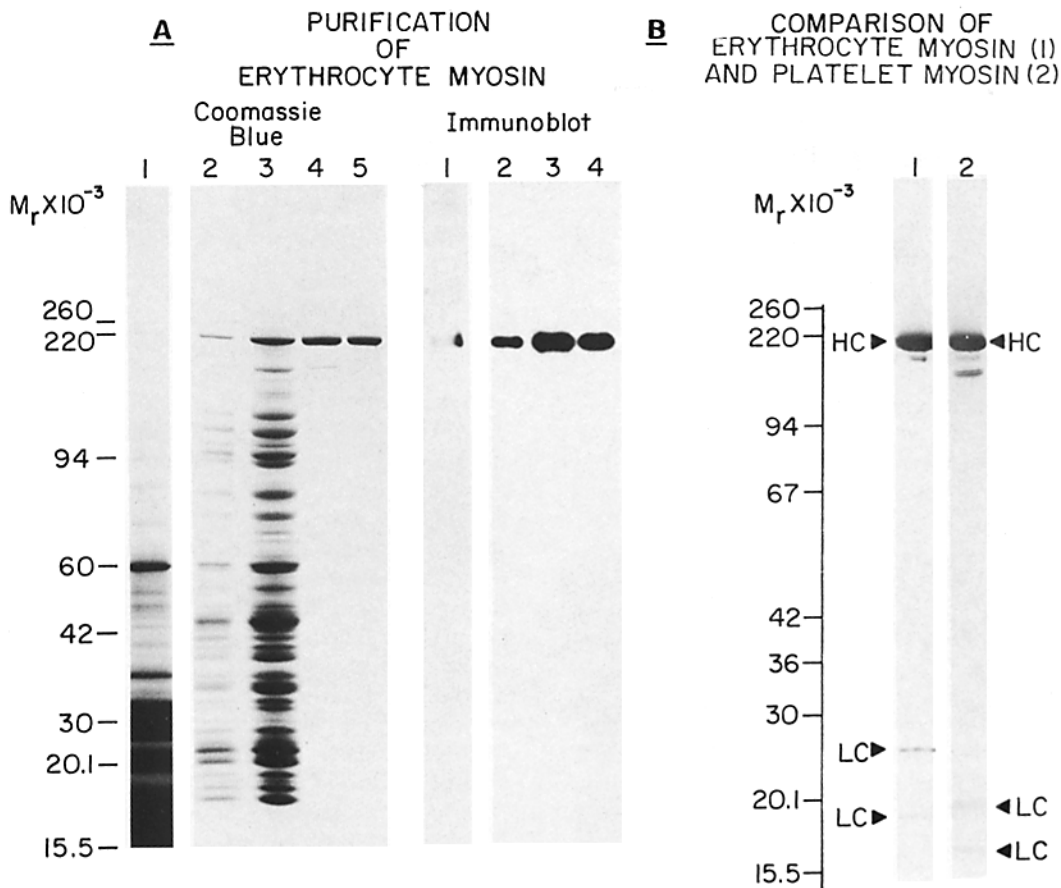 A
PURIFICATION
OF
ERYTHROCYTE MYOSIN
Coomassie
Blue
Immunoblot
1 2 3 4 5
1 2 3 4
MrX10⁻³
260
220
94
60
42
30
20.1
15.5
B
COMPARISON OF
ERYTHROCYTE MYOSIN (1)
AND PLATELET MYOSIN (2)
1 2
MrX10⁻³
260
220
HC HC
94
67
42
36
30
LC
20.1
LC
LC
LC
15.5